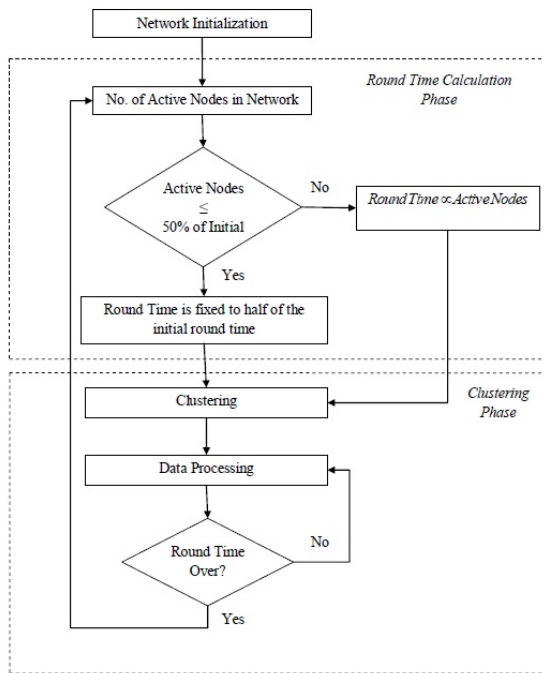 Network Initialization
Round Time Calculation
Phase
No. of Active Nodes in Network
Active Nodes
≤
50% of Initial
No
Round Time ∝ Active Nodes
Yes
Round Time is fixed to half of the
initial round time
Clustering
Phase
Clustering
Data Processing
Round Time
Over?
No
Yes